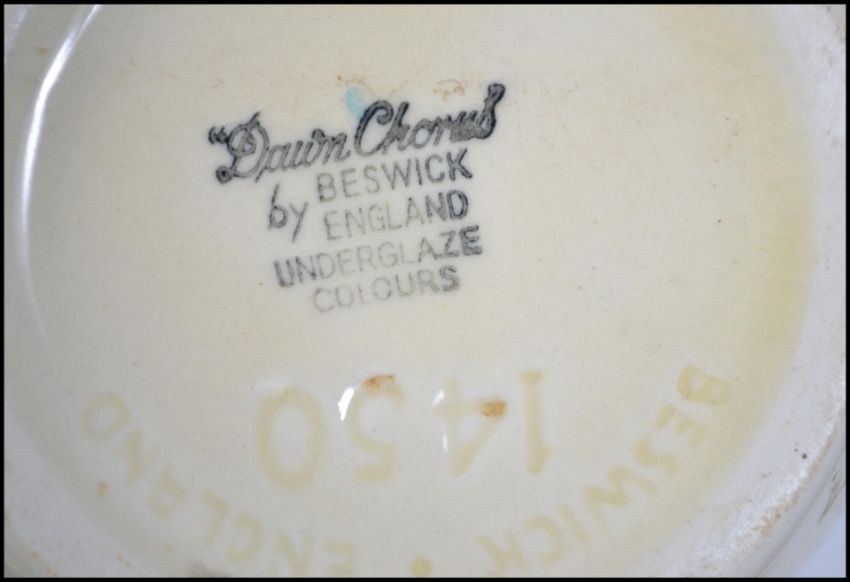 "Dawn Chorus"
by BESWICK
ENGLAND
UNDERGLAZE
COLOURS
1450
BESWICK • ENGLAND